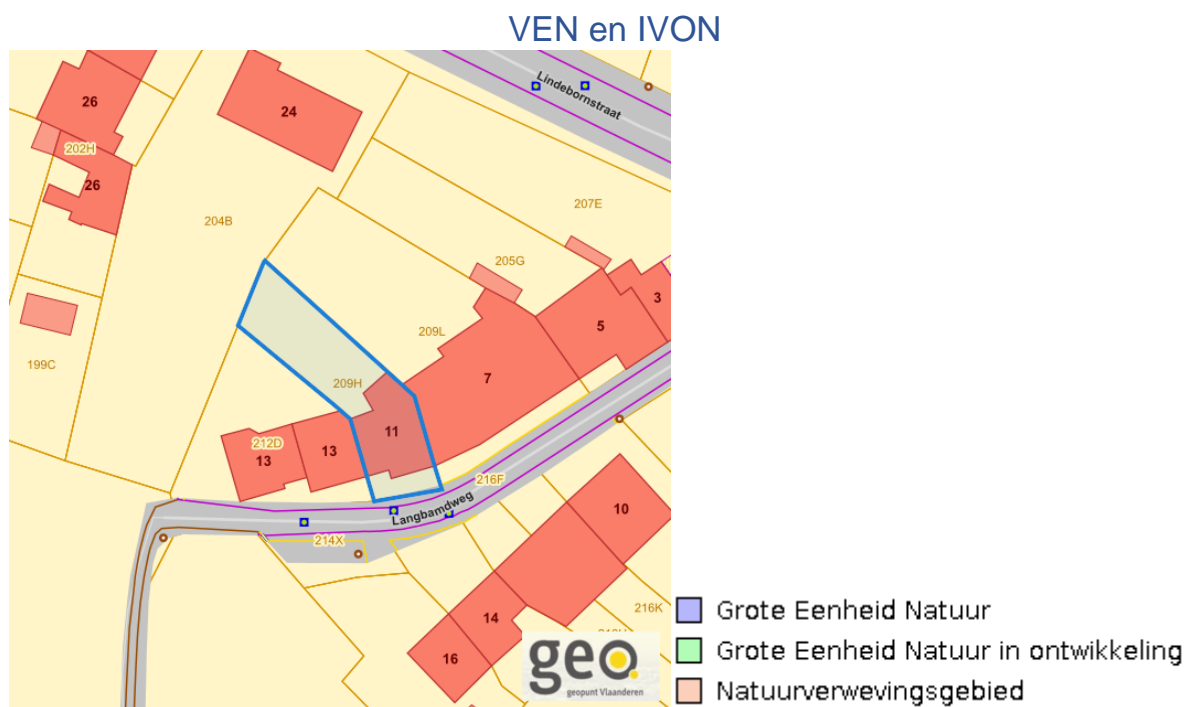 VEN en IVON
Lindebornstraat
26
24
202H
26
204B
207E
205G
3
209L
5
199C
7
209H
11
212D
13
13
216F
Langbamdweg
10
214X
216K
14
16
geo
geopunt Vlaanderen
Grote Eenheid Natuur
Grote Eenheid Natuur in ontwikkeling
Natuurverwevingsgebied